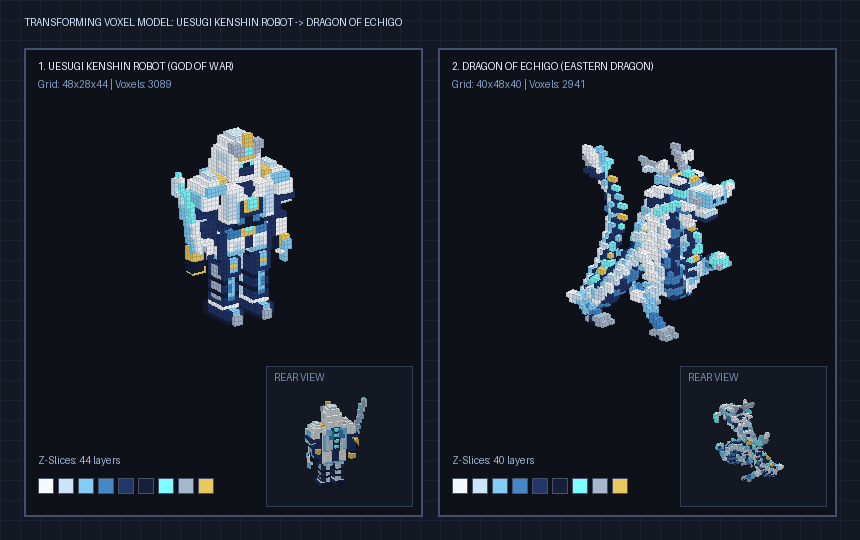 TRANSFORMING VOXEL MODEL: UESUGI KENSHIN ROBOT -> DRAGON OF ECHIGO
1. UESUGI KENSHIN ROBOT (GOD OF WAR)
Grid: 48x28x44 | Voxels: 3089
REAR VIEW
Z-Slices: 44 layers
2. DRAGON OF ECHIGO (EASTERN DRAGON)
Grid: 40x48x40 | Voxels: 2941
REAR VIEW
Z-Slices: 40 layers